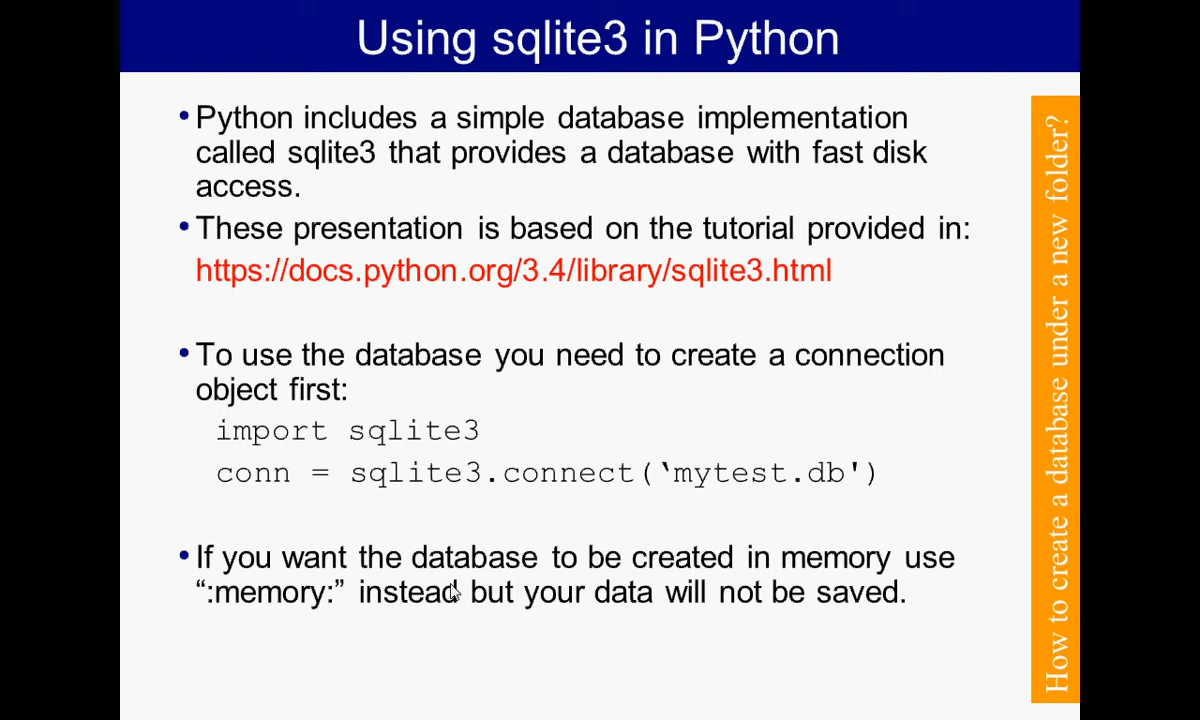 Using sqlite3 in Python
• Python includes a simple database implementation
called sqlite3 that provides a database with fast disk
access.
• These presentation is based on the tutorial provided in:
https://docs.python.org/3.4/library/sqlite3.html
• To use the database you need to create a connection
object first:
import sqlite3
conn = sqlite3.connect(‘mytest.db')
• If you want the database to be created in memory use
“:memory:” instead but your data will not be saved.
How to create a database under a new folder?